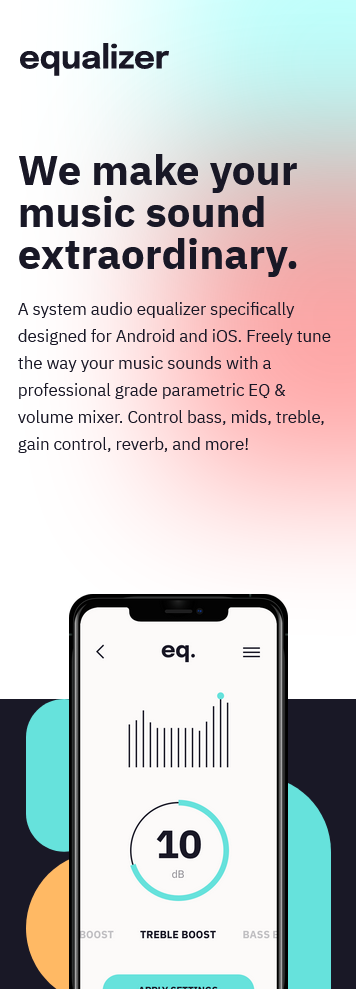 equalizer
We make your
music sound
extraordinary.
A system audio equalizer specifically
designed for Android and iOS. Freely tune
the way your music sounds with a
professional grade parametric EQ &
volume mixer. Control bass, mids, treble,
gain control, reverb, and more!
eq.
10
dB
BOOST TREBLE BOOST BASS B
APPLY SETTINGS